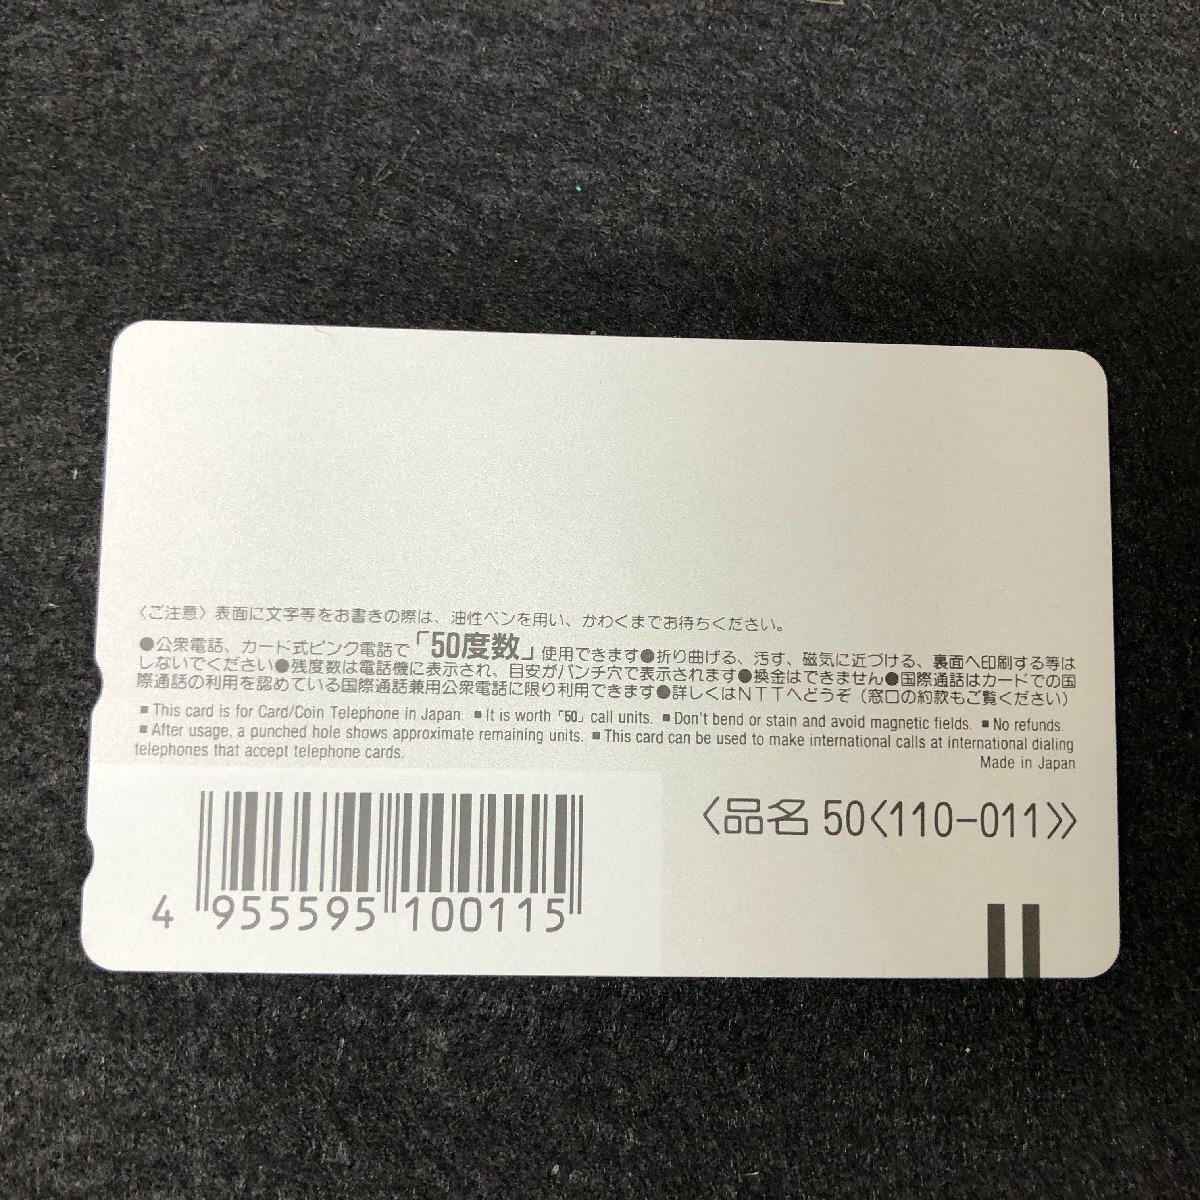 〈ご注意〉表面に文字等をお書きの際は、油性ペンを用い、かわくまでお待ちください。
●公衆電話、カード式ピンク電話で「50度数」使用できます●折り曲げる、汚す、磁気に近づける、裏面へ印刷する等は
しないでください●残度数は電話機に表示され、目安がパンチ穴で表示されます●換金はできません●国際通話はカードでの国
際通話の利用を認めている国際通話兼用公衆電話に限り利用できます●詳しくはNTTへどうぞ（窓口の約款もご覧ください）
■ This card is for Card/Coin Telephone in Japan. ■ It is worth「50」call units. ■ Don't bend or stain and avoid magnetic fields. ■ No refunds.
■ After usage, a punched hole shows approximate remaining units. ■ This card can be used to make international calls at international dialing
telephones that accept telephone cards.
Made in Japan
〈品名 50〈110-011〉〉
4 955595 100115